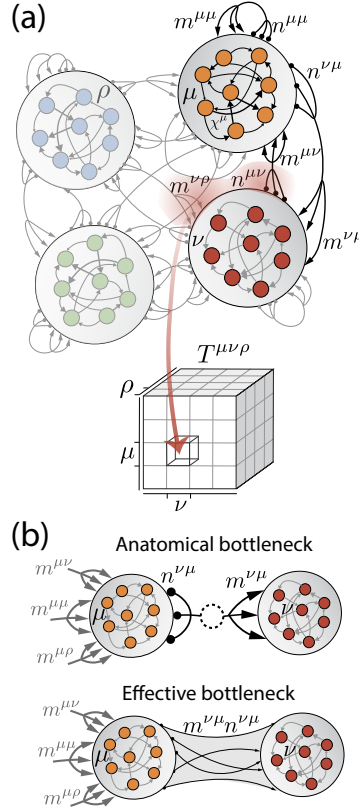 (a)
m^{μμ} n^{μμ}
ρ
μ
n^{νμ}
χ^μ
m^{μν}
m^{νρ} n^{μν}
ν
m^{νμ}
T^{μνρ}
ρ
μ
ν
(b)
Anatomical bottleneck
m^{μν} n^{νμ} m^{νμ}
m^{μμ} μ ν
m^{μρ}
Effective bottleneck
m^{μν} m^{νμ}n^{νμ}
m^{μμ} μ ν
m^{μρ}